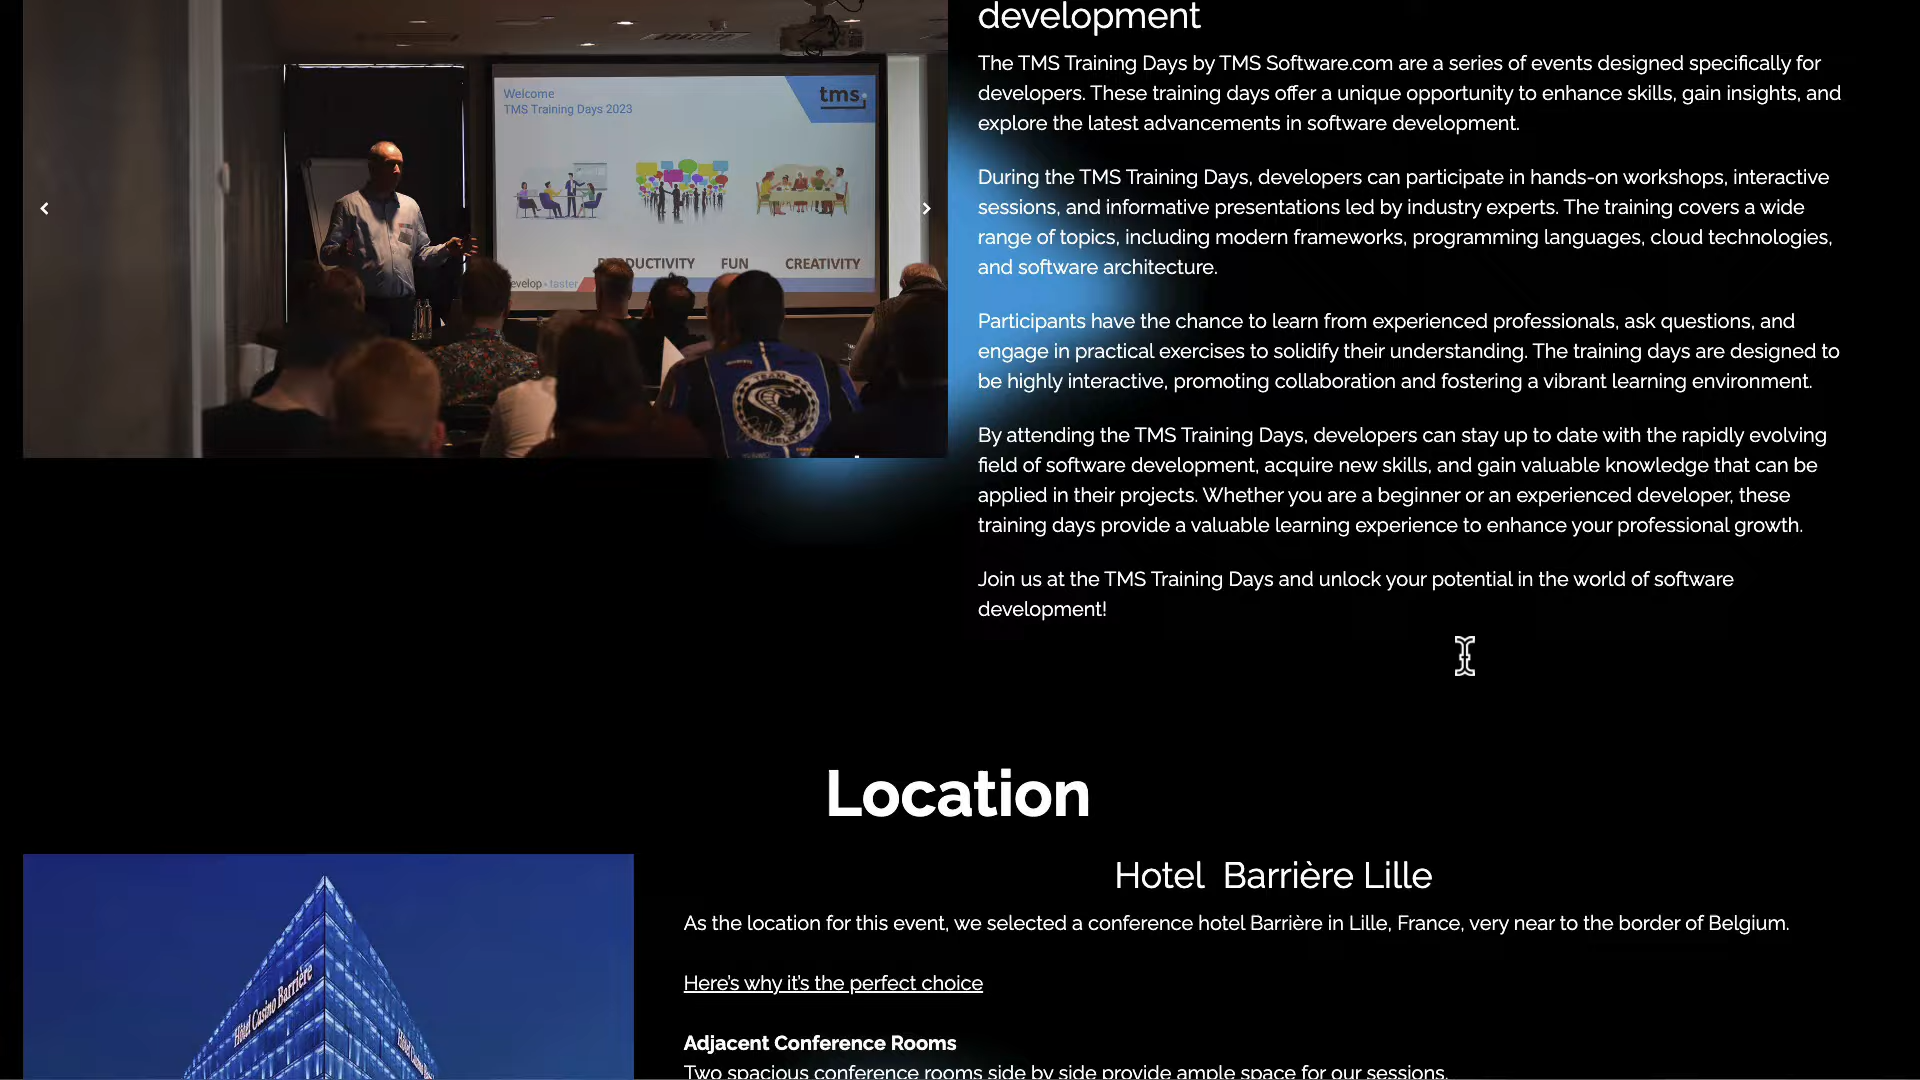 development
The TMS Training Days by TMS Software.com are a series of events designed specifically for
developers. These training days offer a unique opportunity to enhance skills, gain insights, and
explore the latest advancements in software development.
During the TMS Training Days, developers can participate in hands-on workshops, interactive
sessions, and informative presentations led by industry experts. The training covers a wide
range of topics, including modern frameworks, programming languages, cloud technologies,
and software architecture.
Participants have the chance to learn from experienced professionals, ask questions, and
engage in practical exercises to solidify their understanding. The training days are designed to
be highly interactive, promoting collaboration and fostering a vibrant learning environment.
By attending the TMS Training Days, developers can stay up to date with the rapidly evolving
field of software development, acquire new skills, and gain valuable knowledge that can be
applied in their projects. Whether you are a beginner or an experienced developer, these
training days provide a valuable learning experience to enhance your professional growth.
Join us at the TMS Training Days and unlock your potential in the world of software
development!
Welcome
TMS Training Days 2023
tms
FUN CREATIVITY
faster
TEAM
SHELBY
Location
Hotel Barrière Lille
As the location for this event, we selected a conference hotel Barrière in Lille, France, very near to the border of Belgium.
Here's why it's the perfect choice
Adjacent Conference Rooms
Two spacious conference rooms side by side provide ample space for our sessions.
Hôtel Casino Barrière